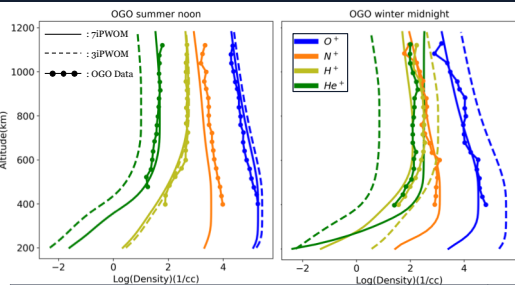 OGO summer noon
OGO winter midnight
: 7iPWOM
: 3iPWOM
: OGO Data
O⁺
N⁺
H⁺
He⁺
Altitude(km)
1200
1000
800
600
400
200
−2
0
2
4
−2
0
2
4
6
Log(Density)(1/cc)
Log(Density)(1/cc)